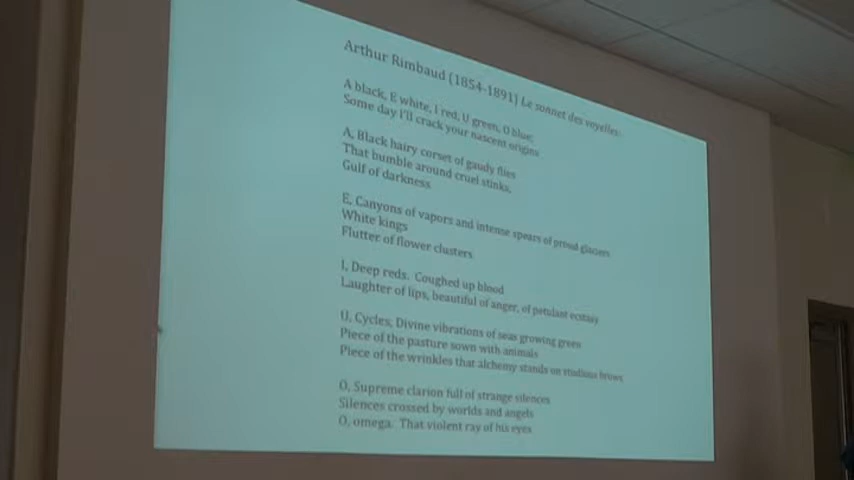 Arthur Rimbaud (1854-1891) Le sonnet des voyelles:
A black, E white, I red, U green, O blue;
Some day I'll crack your nascent origins
A, Black hairy corset of gaudy flies
That bumble around cruel stinks,
Gulf of darkness
E, Canyons of vapors and intense spears of proud glaciers
White kings
Flutter of flower clusters
I, Deep reds. Coughed up blood
Laughter of lips, beautiful of anger, of petulant ecstasy
U, Cycles, Divine vibrations of seas growing green
Piece of the pasture sown with animals
Piece of the wrinkles that alchemy stands on studious brows
O, Supreme clarion full of strange silences
Silences crossed by worlds and angels
O, omega. That violent ray of his eyes